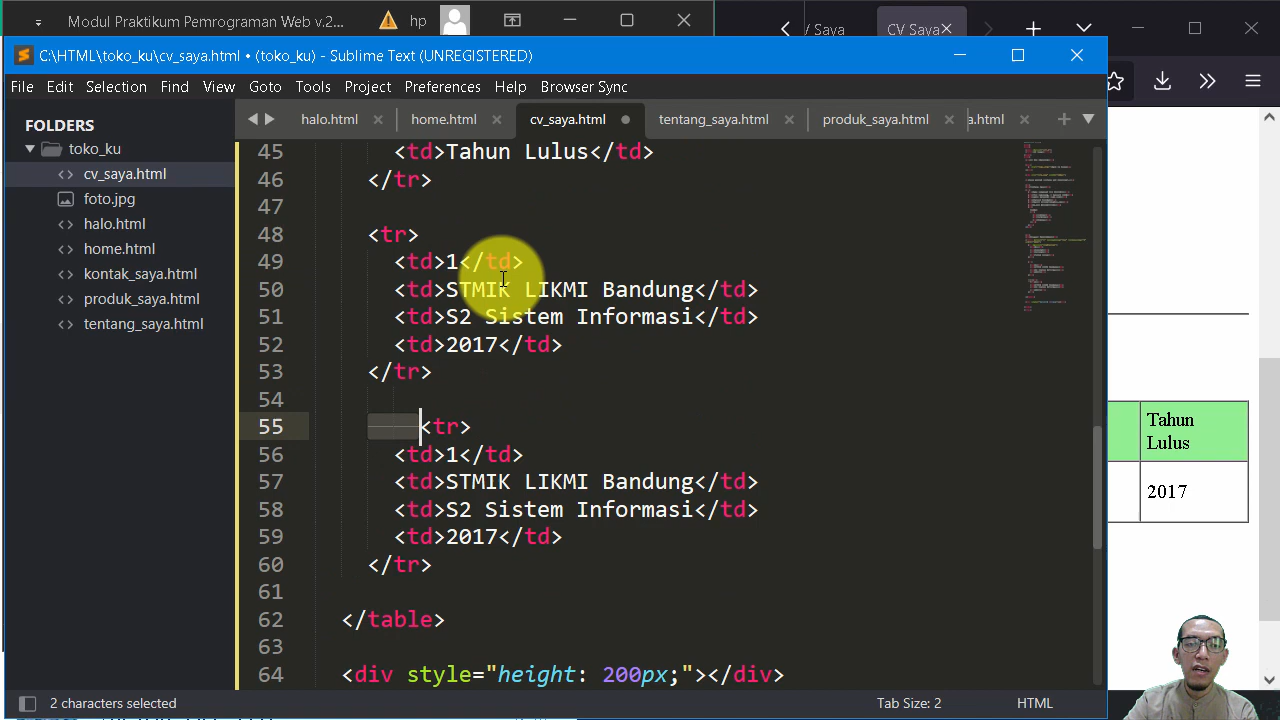 Modul Praktikum Pemrograman Web v.2...
hp
/ Saya
CV Saya
C:\HTML\toko_ku\cv_saya.html • (toko_ku) - Sublime Text (UNREGISTERED)
File Edit Selection Find View Goto Tools Project Preferences Help Browser Sync
FOLDERS
toko_ku
cv_saya.html
foto.jpg
halo.html
home.html
kontak_saya.html
produk_saya.html
tentang_saya.html
halo.html
home.html
cv_saya.html
tentang_saya.html
produk_saya.html
a.html
45 <td>Tahun Lulus</td>
46 </tr>
47
48 <tr>
49 <td>1</td>
50 <td>STMIK LIKMI Bandung</td>
51 <td>S2 Sistem Informasi</td>
52 <td>2017</td>
53 </tr>
54
55 <tr>
56 <td>1</td>
57 <td>STMIK LIKMI Bandung</td>
58 <td>S2 Sistem Informasi</td>
59 <td>2017</td>
60 </tr>
61
62 </table>
63
64 <div style="height: 200px;"></div>
Tahun
Lulus
2017
2 characters selected
Tab Size: 2
HTML